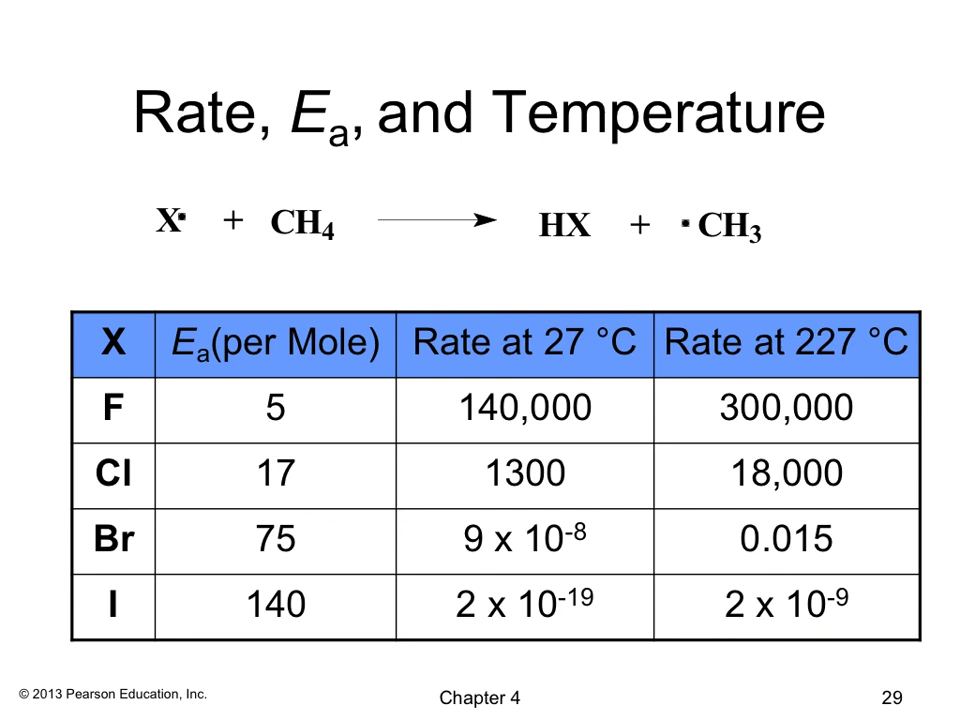 Rate, Eₐ, and Temperature
X· + CH₄ → HX + ·CH₃
X Eₐ(per Mole) Rate at 27 °C Rate at 227 °C
F 5 140,000 300,000
Cl 17 1300 18,000
Br 75 9 x 10⁻⁸ 0.015
I 140 2 x 10⁻¹⁹ 2 x 10⁻⁹
© 2013 Pearson Education, Inc. Chapter 4 29